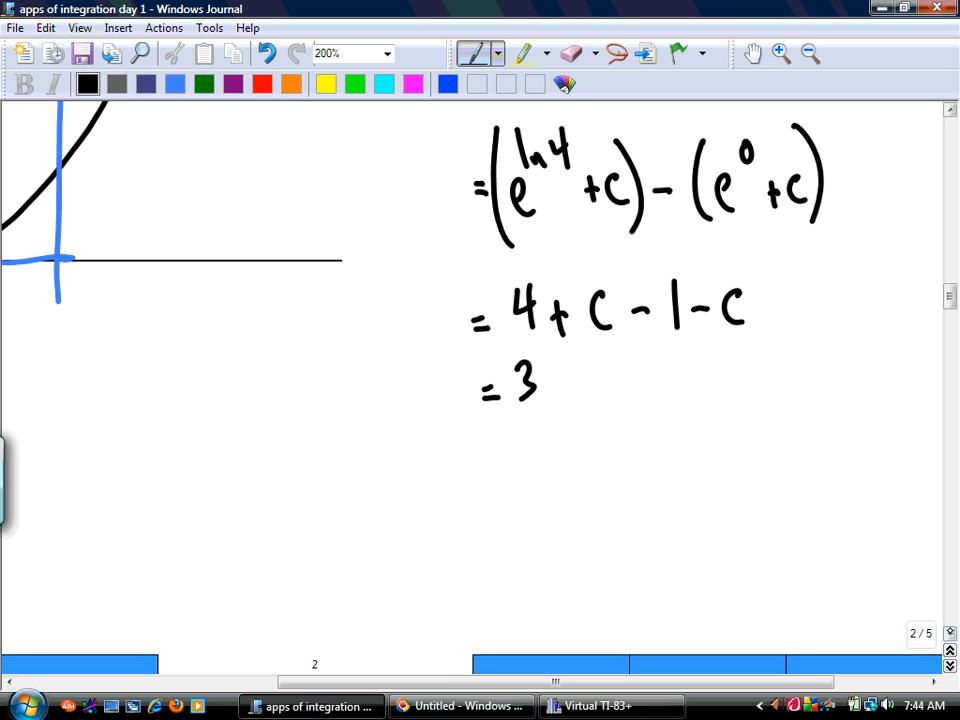 apps of integration day 1 - Windows Journal
File Edit View Insert Actions Tools Help
200%
B I
=(e^ln4 +c) - (e^0 +c)
= 4 + c - 1 - c
= 3
2 / 5
2
apps of integration ...
Untitled - Windows ...
Virtual TI-83+
7:44 AM